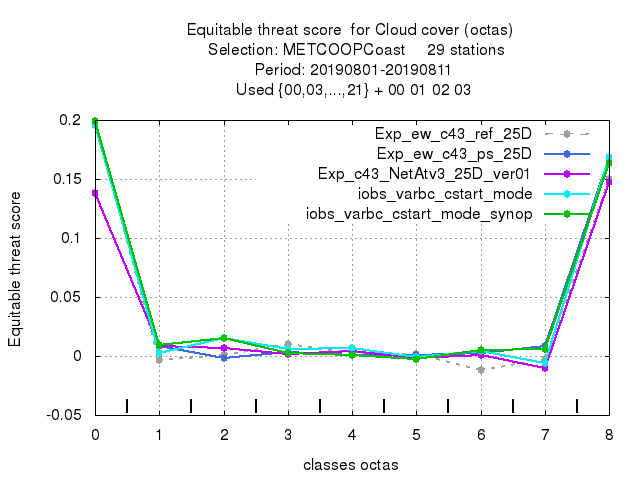 Equitable threat score  for Cloud cover (octas)
Selection: METCOOPCoast     29 stations
Period: 20190801-20190811
Used {00,03,...,21} + 00 01 02 03
Exp_ew_c43_ref_25D
Exp_ew_c43_ps_25D
Exp_c43_NetAtv3_25D_ver01
iobs_varbc_cstart_mode
iobs_varbc_cstart_mode_synop
Equitable threat score
0.2
0.15
0.1
0.05
0
-0.05
0 1 2 3 4 5 6 7 8
classes octas